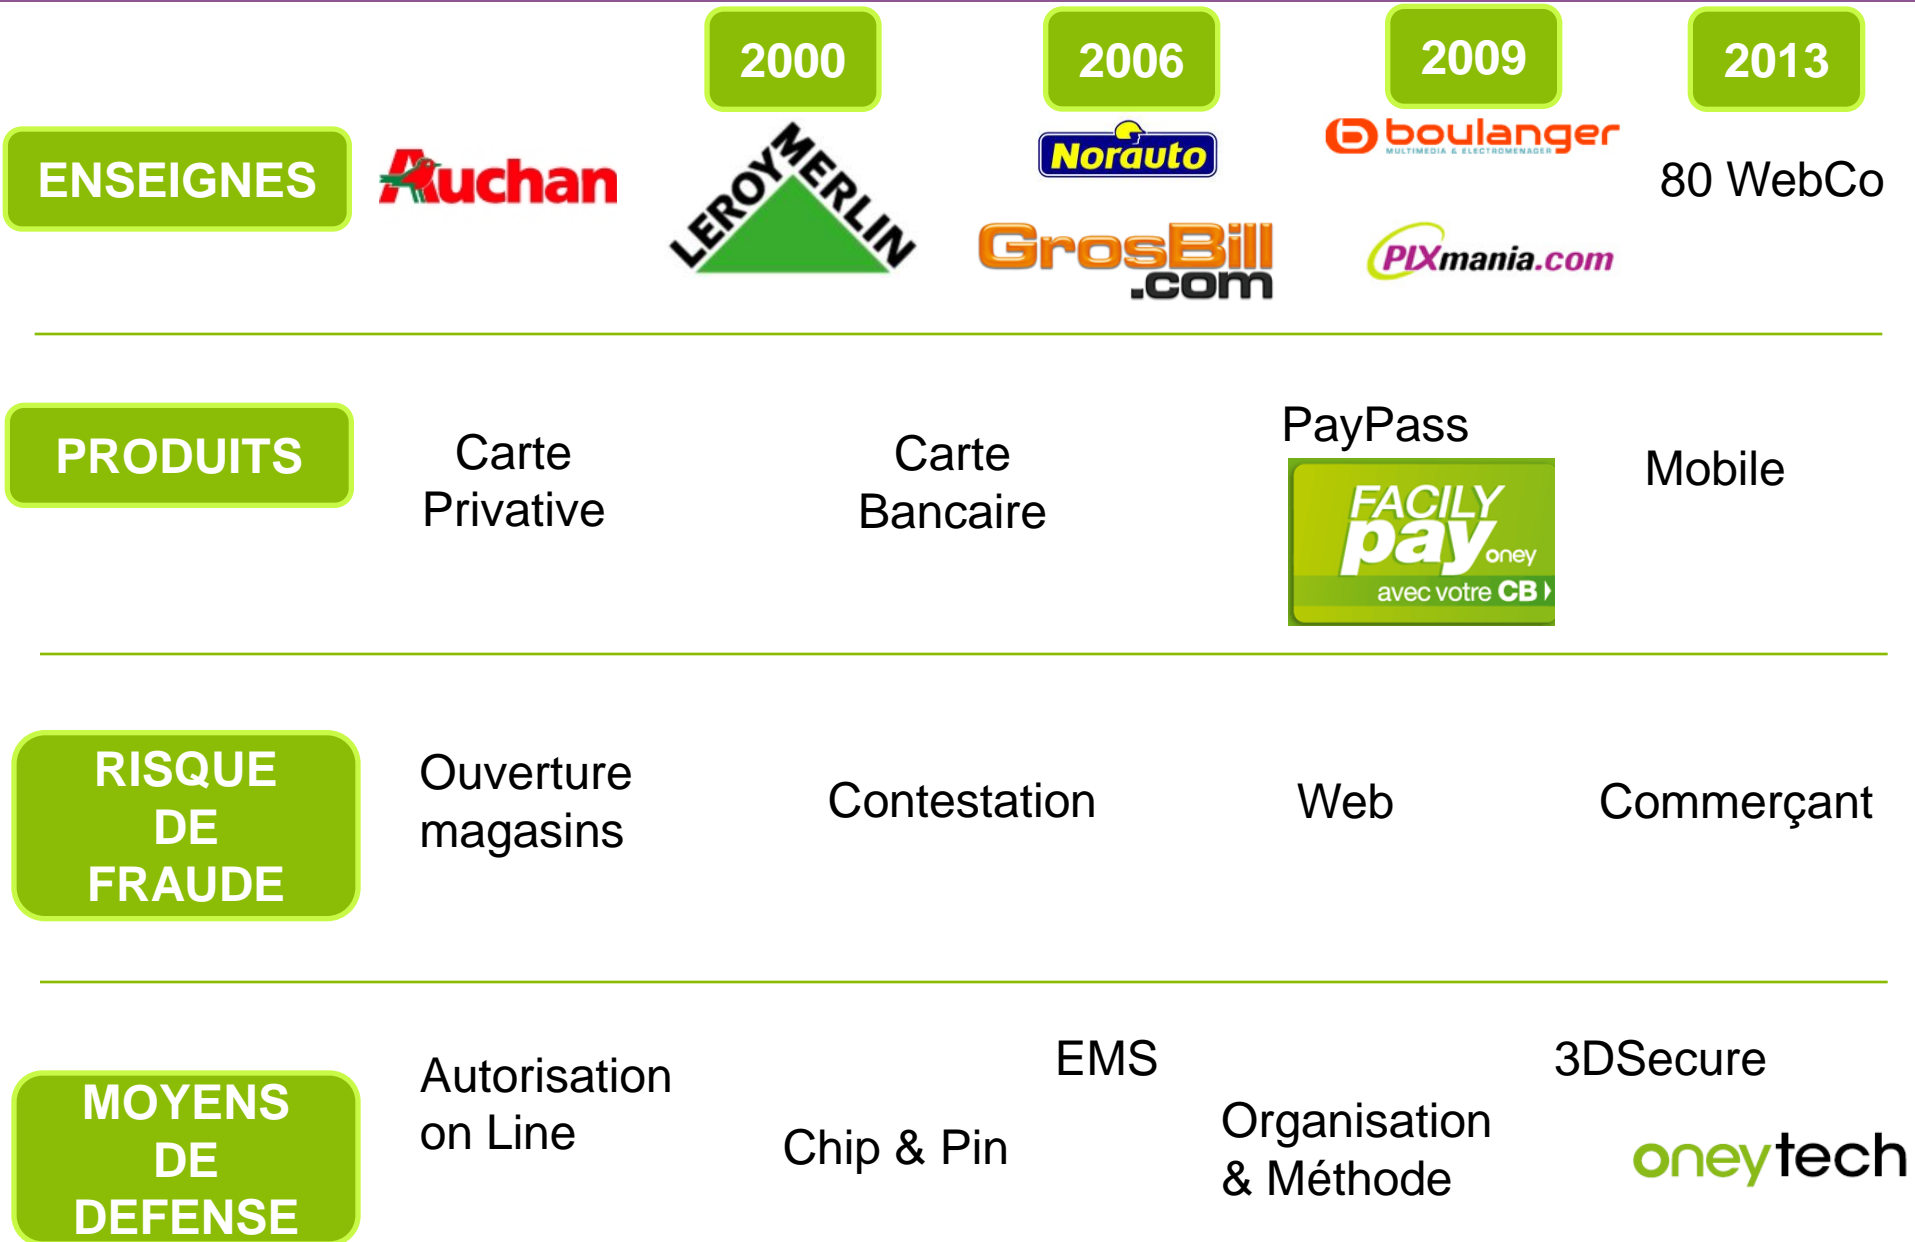 2000
2006
2009
2013
ENSEIGNES
Auchan
LEROY MERLIN
Norauto
GrosBill
.com
boulanger
MULTIMEDIA & ELECTROMENAGER
PIXmania.com
80 WebCo
PRODUITS
Carte
Privative
Carte
Bancaire
PayPass
FACILY
pay
oney
avec votre CB
Mobile
RISQUE
DE
FRAUDE
Ouverture
magasins
Contestation
Web
Commerçant
MOYENS
DE
DEFENSE
Autorisation
on Line
Chip & Pin
EMS
Organisation
& Méthode
3DSecure
oneytech